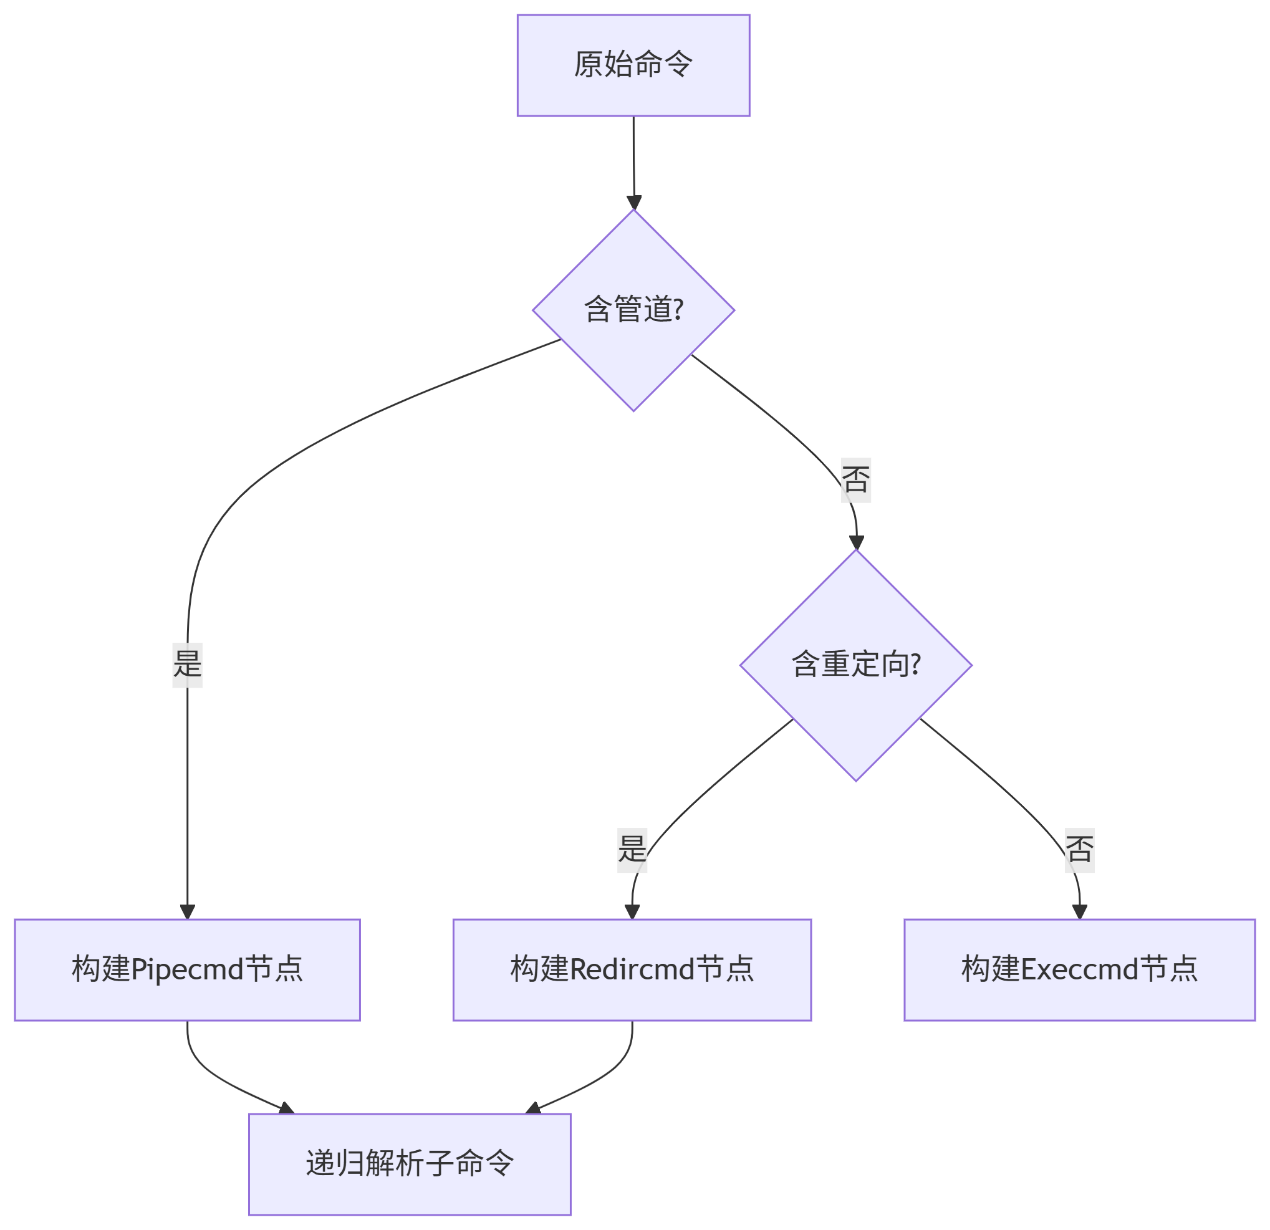 原始命令
含管道?
否
是
含重定向?
是
否
构建Pipecmd节点
构建Redircmd节点
构建Execcmd节点
递归解析子命令